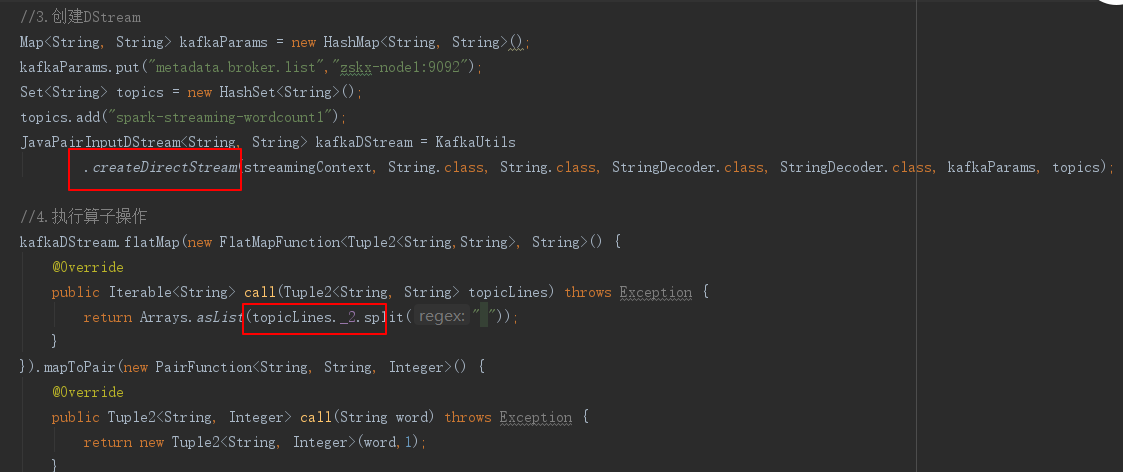 //3.创建DStream
Map<String, String> kafkaParams = new HashMap<String, String>();
kafkaParams.put("metadata.broker.list","zskx-node1:9092");
Set<String> topics = new HashSet<String>();
topics.add("spark-streaming-wordcount1");
JavaPairInputDStream<String, String> kafkaDStream = KafkaUtils
.createDirectStream(streamingContext, String.class, String.class, StringDecoder.class, StringDecoder.class, kafkaParams, topics);
//4.执行算子操作
kafkaDStream.flatMap(new FlatMapFunction<Tuple2<String,String>, String>() {
@Override
public Iterable<String> call(Tuple2<String, String> topicLines) throws Exception {
return Arrays.asList(topicLines._2.split( regex: " "));
}
}).mapToPair(new PairFunction<String, String, Integer>() {
@Override
public Tuple2<String, Integer> call(String word) throws Exception {
return new Tuple2<String, Integer>(word,1);
}